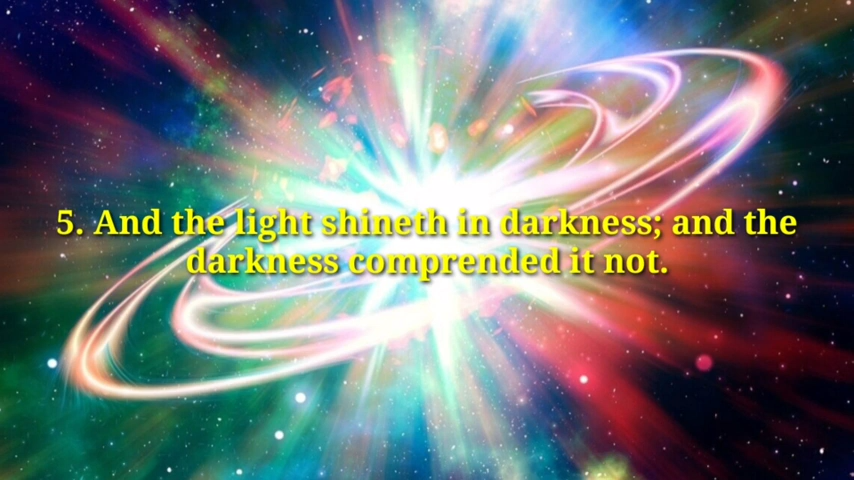 5. And the light shineth in darkness; and the
darkness comprended it not.